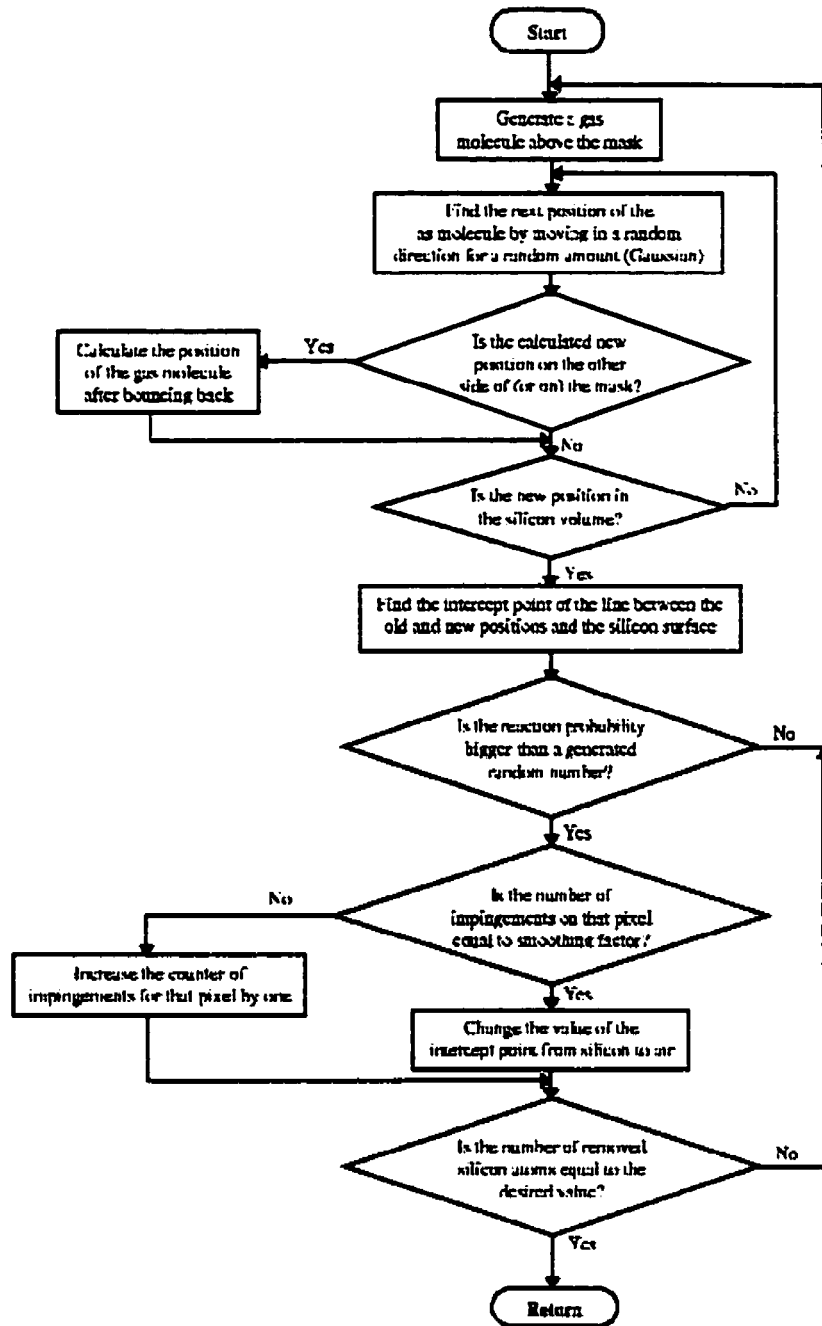 Start
Generate a gas
molecule above the mask
Find the next position of the
as molecule by moving in a random
direction for a random amount (Gaussian)
Is the calculated new
position on the other
side of (or on) the mask?
Yes
Calculate the position
of the gas molecule
after bouncing back
No
Is the new position in
the silicon volume?
No
Yes
Find the intercept point of the line between the
old and new positions and the silicon surface
Is the reaction probability
bigger than a generated
random number?
No
Yes
Is the number of
impingements on that pixel
equal to smoothing factor?
No
Increase the counter of
impingements for that pixel by one
Yes
Change the value of the
intercept point from silicon to air
Is the number of removed
silicon atoms equal to the
desired value?
No
Yes
Return